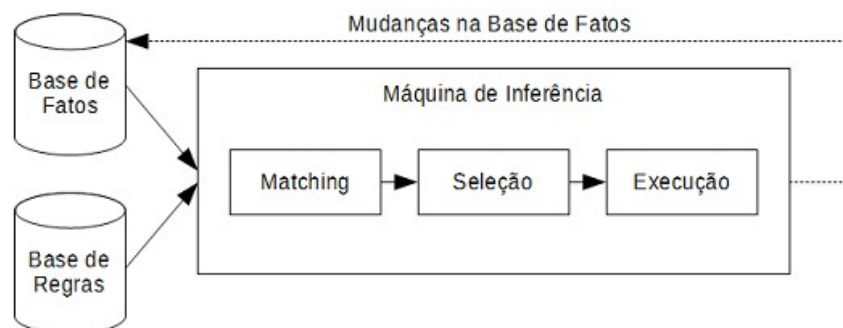 Mudanças na Base de Fatos
Base de
Fatos
Máquina de Inferência
Matching
Seleção
Execução
Base de
Regras